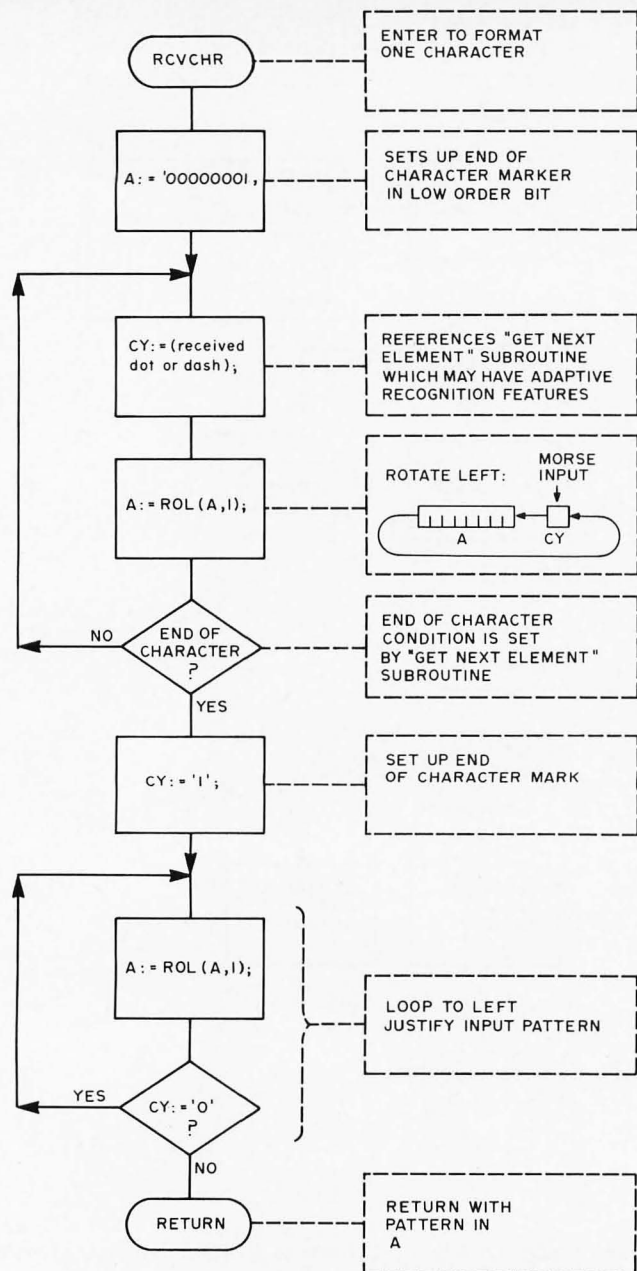 RCVCHR
ENTER TO FORMAT
ONE CHARACTER
A:='00000001,
SETS UP END OF
CHARACTER MARKER
IN LOW ORDER BIT
CY:=(received
dot or dash);
REFERENCES "GET NEXT
ELEMENT" SUBROUTINE
WHICH MAY HAVE ADAPTIVE
RECOGNITION FEATURES
A:=ROL(A,1);
ROTATE LEFT:
MORSE
INPUT
A
CY
NO
END OF
CHARACTER
?
YES
END OF CHARACTER
CONDITION IS SET
BY "GET NEXT ELEMENT"
SUBROUTINE
CY:='1';
SET UP END
OF CHARACTER MARK
A:=ROL(A,1);
LOOP TO LEFT
JUSTIFY INPUT PATTERN
YES
CY:='0'
?
NO
RETURN
RETURN WITH
PATTERN IN
A